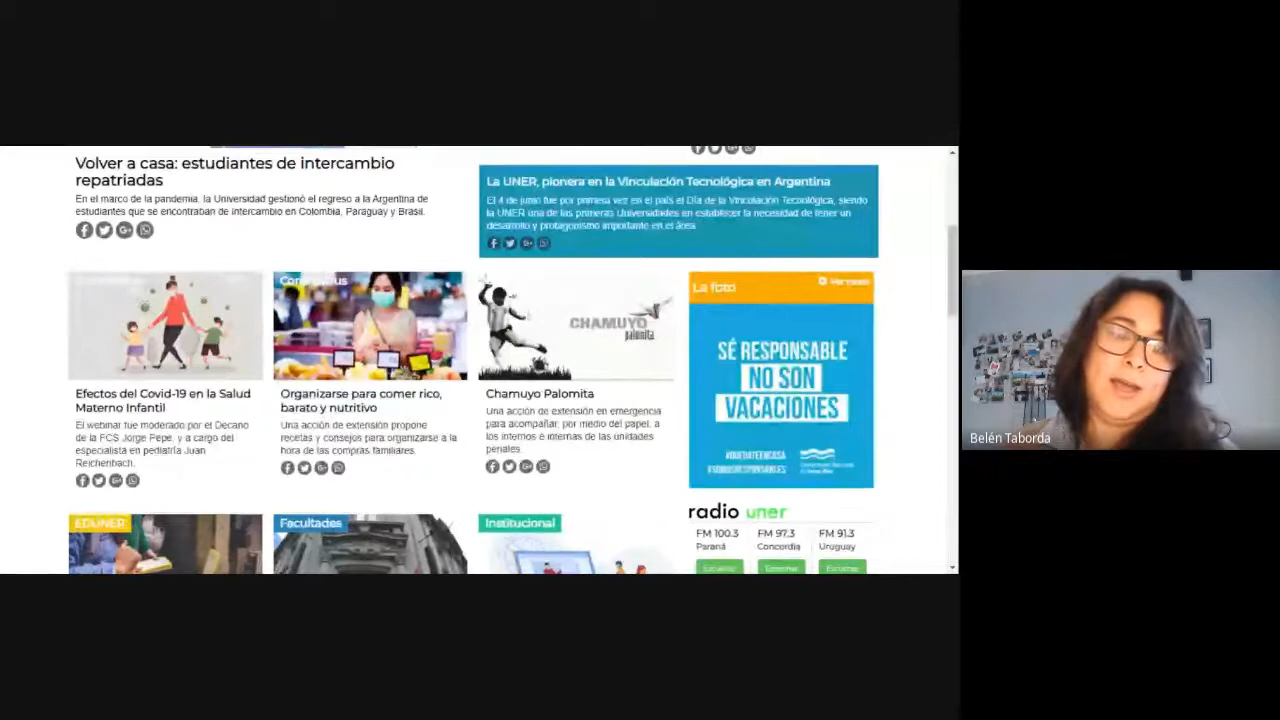 Volver a casa: estudiantes de intercambio
repatriadas
En el marco de la pandemia, la Universidad gestionó el regreso a la Argentina de
estudiantes que se encontraban de intercambio en Colombia, Paraguay y Brasil.
La UNER, pionera en la Vinculación Tecnológica en Argentina
El 4 de junio fue por primera vez en el país el Día de la Vinculación Tecnológica, siendo
la UNER una de las primeras Universidades en establecer la necesidad de tener un
desarrollo y protagonismo importante en el área.
Coronavirus
CHAMUYO
palomita
La foto
SÉ RESPONSABLE
NO SON
VACACIONES
#QUEDATEENCASA
#SOMOSRESPONSABLES
Efectos del Covid-19 en la Salud
Materno Infantil
El webinar fue moderado por el Decano
de la FCS Jorge Pepe, y a cargo del
especialista en pediatría Juan
Reichenbach.
Organizarse para comer rico,
barato y nutritivo
Una acción de extensión propone
recetas y consejos para organizarse a la
hora de las compras familiares.
Chamuyo Palomita
Una acción de extensión en emergencia
para acompañar, por medio del papel, a
los internos e internas de las unidades
penales.
radio uner
FM 100.3 FM 97.3 FM 91.3
Paraná Concordia Uruguay
Escuchar Escuchar Escuchar
EDUNER
Facultades
Institucional
Belén Taborda